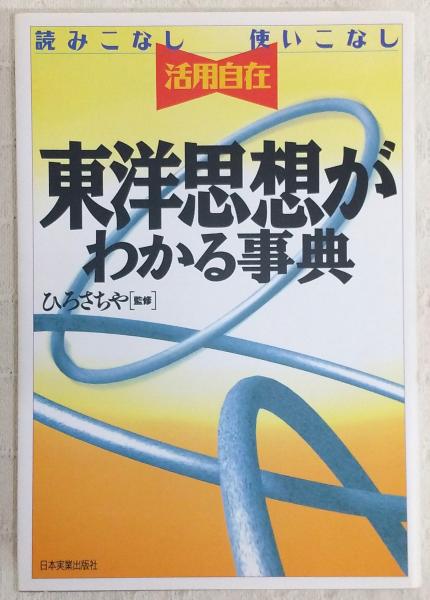 読みこなし 使いこなし
活用自在
東洋思想が
わかる事典
ひろさちや[監修]
日本実業出版社